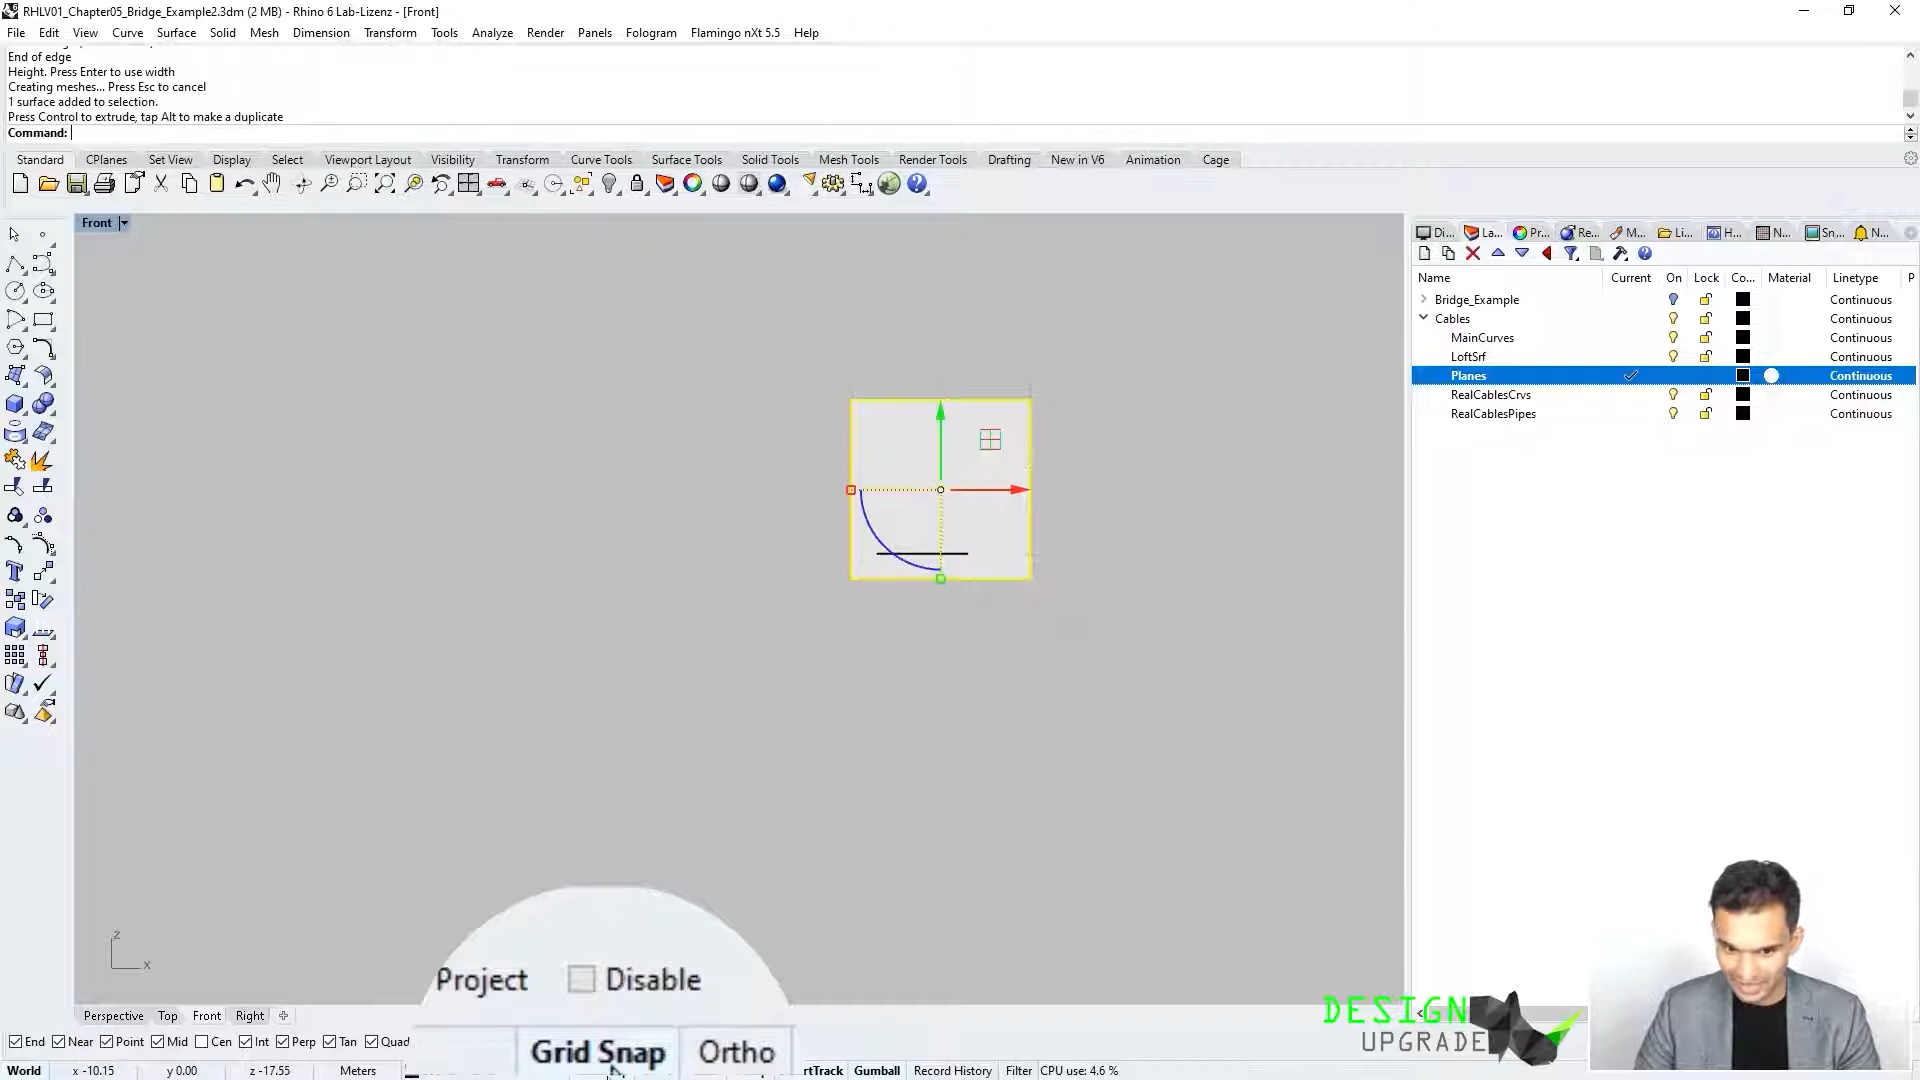 RHLV01_Chapter05_Bridge_Example2.3dm (2 MB) - Rhino 6 Lab-Lizenz - [Front]
File Edit View Curve Surface Solid Mesh Dimension Transform Tools Analyze Render Panels Fologram Flamingo nXt 5.5 Help
End of edge
Height. Press Enter to use width
Creating meshes... Press Esc to cancel
1 surface added to selection.
Press Control to extrude, tap Alt to make a duplicate
Command:
Standard CPlanes Set View Display Select Viewport Layout Visibility Transform Curve Tools Surface Tools Solid Tools Mesh Tools Render Tools Drafting New in V6 Animation Cage
Front
Di... La... Pr... Re... M... Li... H... N... Sn... N...
Name Current On Lock Co... Material Linetype P
Bridge_Example Continuous
Cables Continuous
MainCurves Continuous
LoftSrf Continuous
Planes Continuous
RealCablesCrvs Continuous
RealCablesPipes Continuous
z
x
Project Disable
Perspective Top Front Right
End Near Point Mid Cen Int Perp Tan Quad
Grid Snap Ortho
World x -10.15 y 0.00 z -17.55 Meters rtTrack Gumball Record History Filter CPU use: 4.6 %
DESIGN
UPGRADE